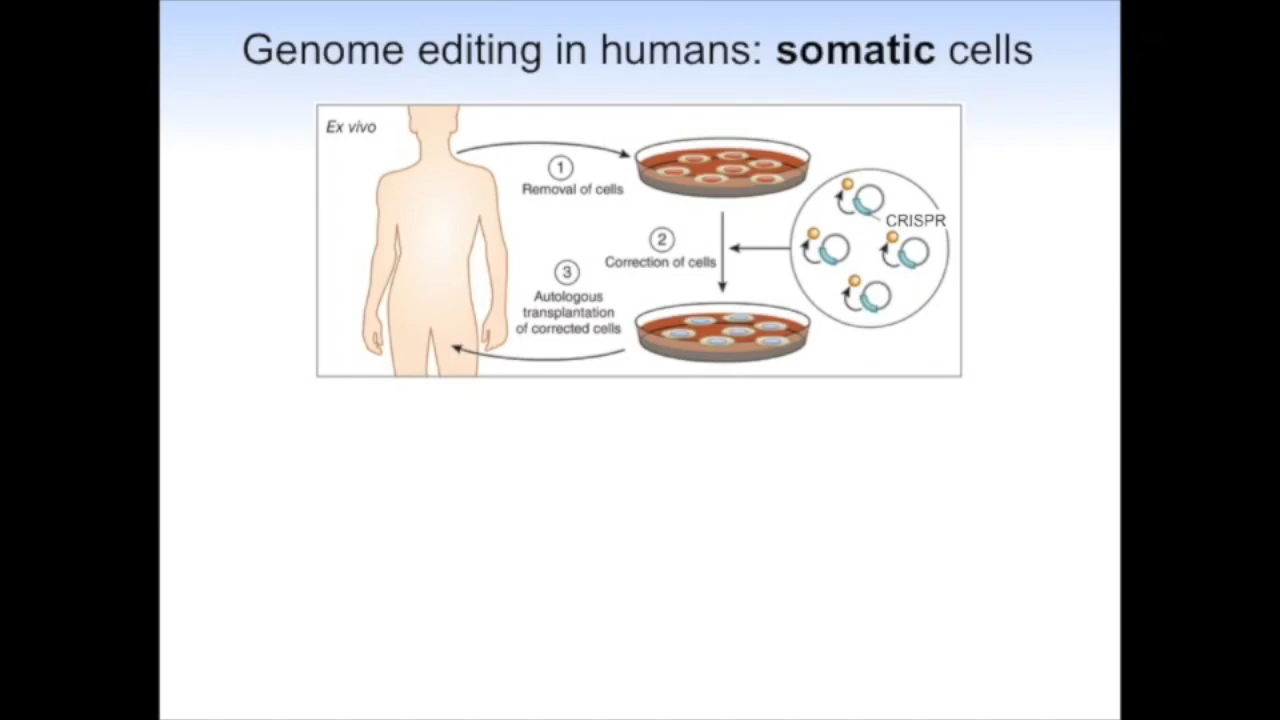 Genome editing in humans: somatic cells
Ex vivo
1
Removal of cells
CRISPR
2
Correction of cells
3
Autologous
transplantation
of corrected cells